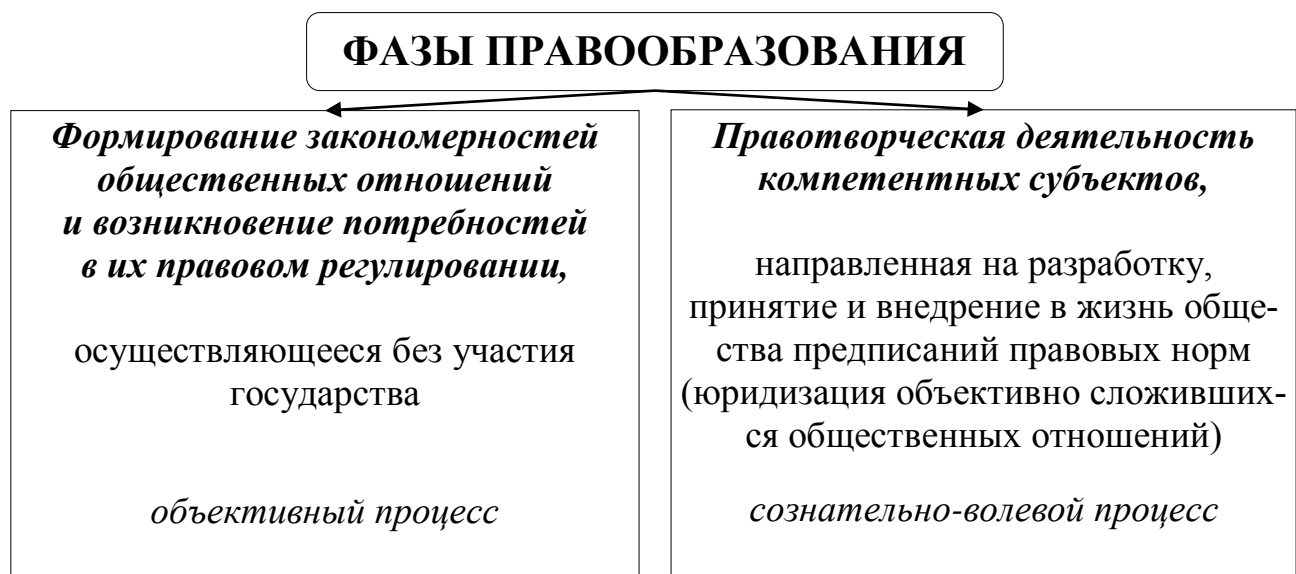 ФАЗЫ ПРАВООБРАЗОВАНИЯ
Формирование закономерностей
общественных отношений
и возникновение потребностей
в их правовом регулировании,
осуществляющееся без участия
государства
объективный процесс
Правотворческая деятельность
компетентных субъектов,
направленная на разработку,
принятие и внедрение в жизнь обще-
ства предписаний правовых норм
(юридизация объективно сложивших-
ся общественных отношений)
сознательно-волевой процесс